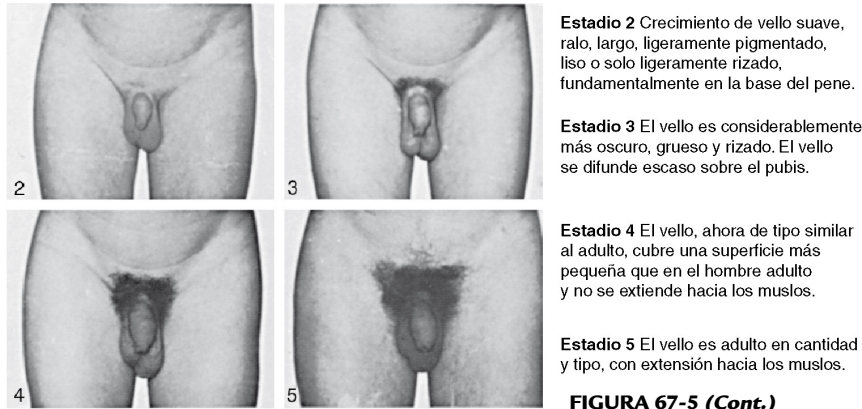 Estadio 2 Crecimiento de vello suave,
ralo, largo, ligeramente pigmentado,
liso o solo ligeramente rizado,
fundamentalmente en la base del pene.
Estadio 3 El vello es considerablemente
más oscuro, grueso y rizado. El vello
se difunde escaso sobre el pubis.
2
3
Estadio 4 El vello, ahora de tipo similar
al adulto, cubre una superficie más
pequeña que en el hombre adulto
y no se extiende hacia los muslos.
Estadio 5 El vello es adulto en cantidad
y tipo, con extensión hacia los muslos.
4
5
FIGURA 67-5 (Cont.)